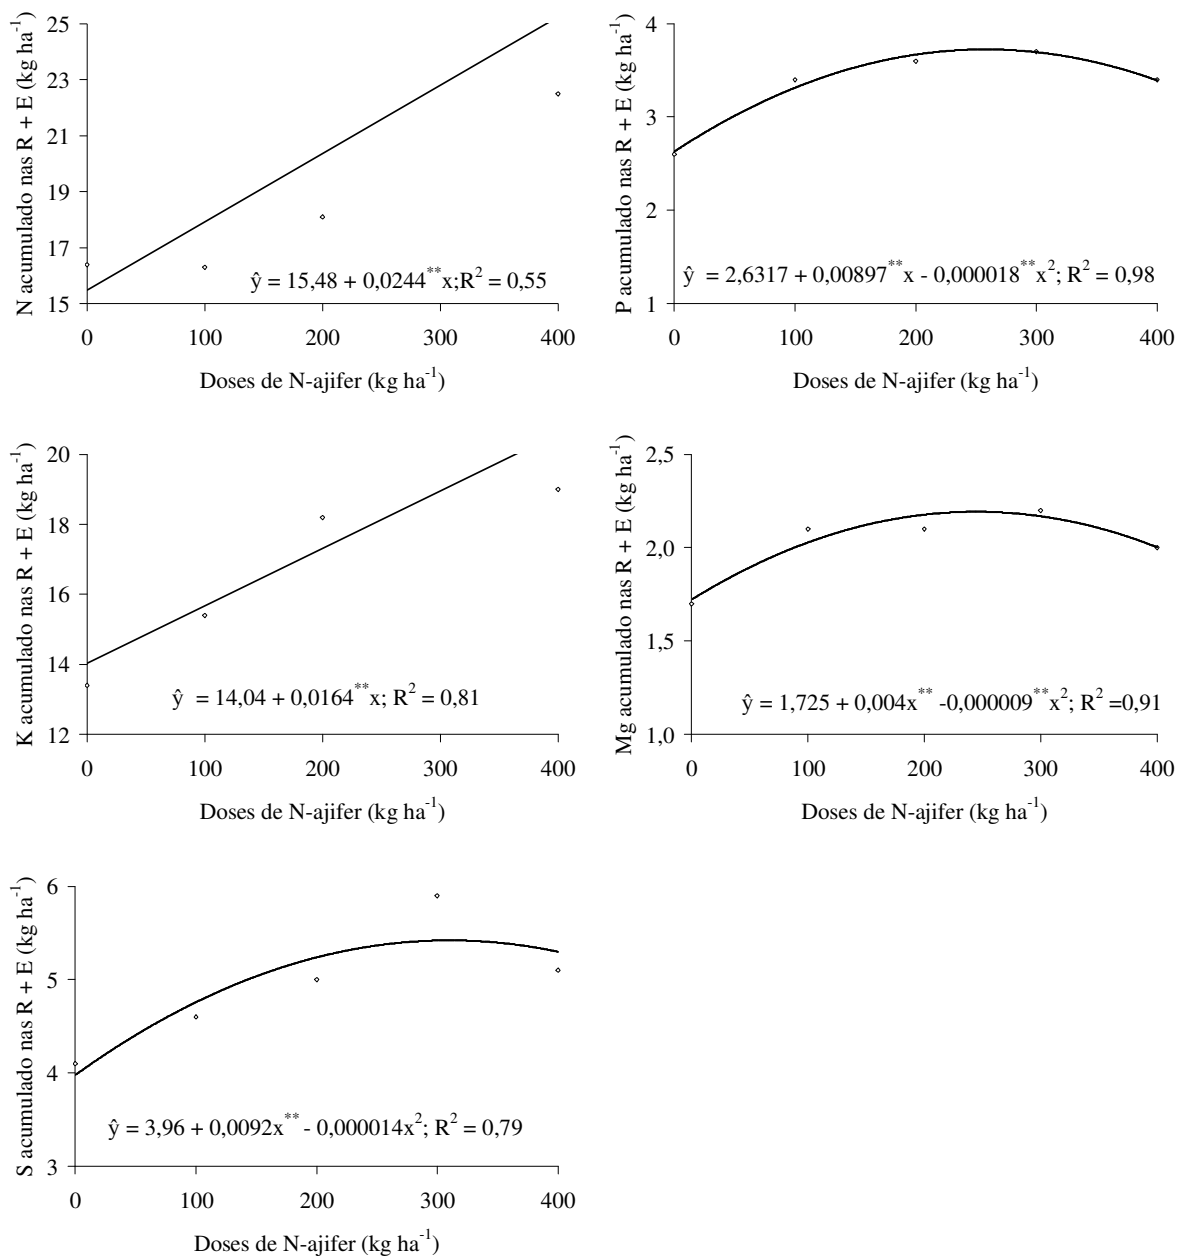 N acumulado nas R + E (kg ha⁻¹)
25
23
21
19
17
15
ŷ = 15,48 + 0,0244**x;R² = 0,55
0 100 200 300 400
Doses de N-ajifer (kg ha⁻¹)
P acumulado nas R + E (kg ha⁻¹)
4
3
2
1
ŷ = 2,6317 + 0,00897**x - 0,000018**x²; R² = 0,98
0 100 200 300 400
Doses de N-ajifer (kg ha⁻¹)
K acumulado nas R + E (kg ha⁻¹)
20
18
16
14
12
ŷ = 14,04 + 0,0164**x; R² = 0,81
0 100 200 300 400
Doses de N-ajifer (kg ha⁻¹)
Mg acumulado nas R + E (kg ha⁻¹)
2,5
2,0
1,5
1,0
ŷ = 1,725 + 0,004x** -0,000009**x²; R² =0,91
0 100 200 300 400
Doses de N-ajifer (kg ha⁻¹)
S acumulado nas R + E (kg ha⁻¹)
6
5
4
3
ŷ = 3,96 + 0,0092x** - 0,000014x²; R² = 0,79
0 100 200 300 400
Doses de N-ajifer (kg ha⁻¹)